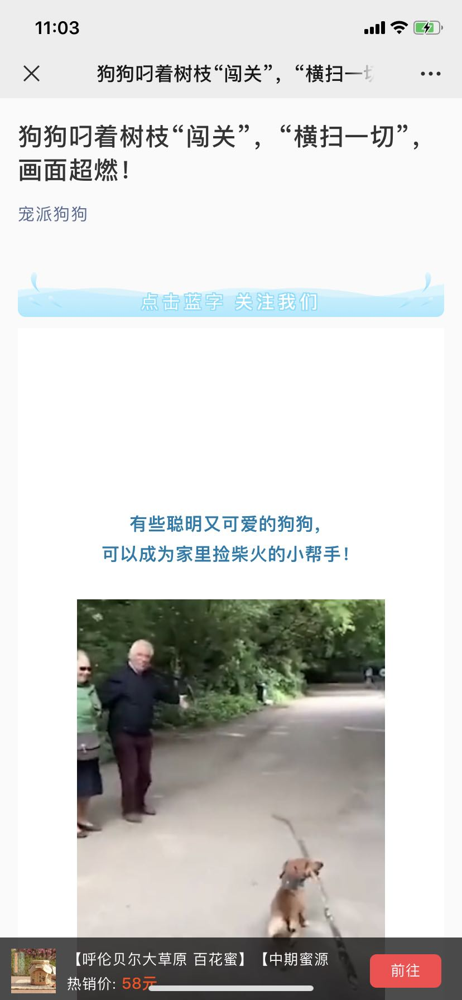 11:03
狗狗叼着树枝“闯关”，“横扫一切
狗狗叼着树枝“闯关”，“横扫一切”，
画面超燃！
宠派狗狗
点击蓝字 关注我们
有些聪明又可爱的狗狗，
可以成为家里捡柴火的小帮手！
【呼伦贝尔大草原 百花蜜】【中期蜜源
热销价: 58元
前往